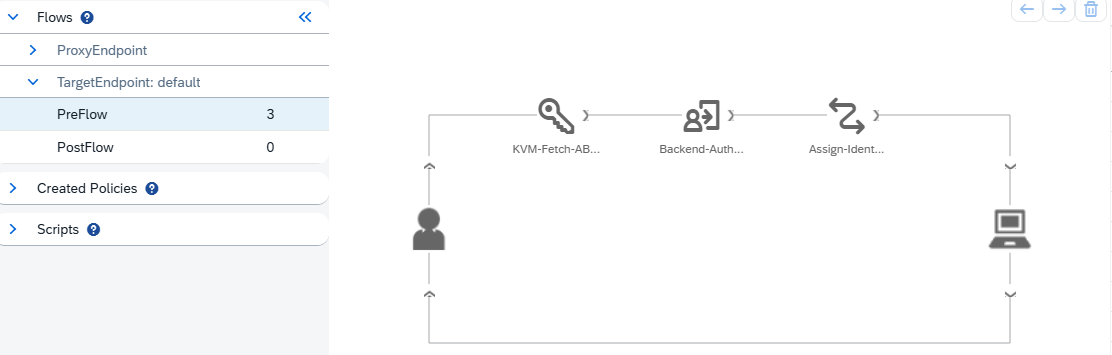 Flows
ProxyEndpoint
TargetEndpoint: default
PreFlow 3
PostFlow 0
Created Policies
Scripts
KVM-Fetch-AB...
Backend-Auth...
Assign-Ident...